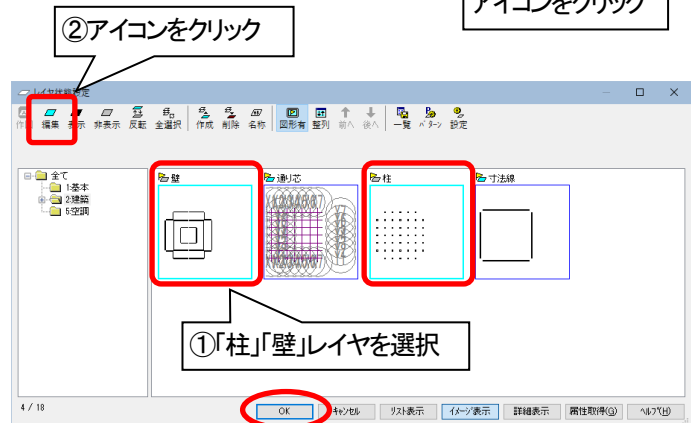 アイコンをクリック
②アイコンをクリック
レイヤ状態設定
編集 表示 非表示 反転 全選択 作成 削除 名称 図形有 整列 前へ 後へ 一覧 パターン 設定
全て
1:基本
2:建築
5:空調
壁
通り芯
柱
寸法線
①「柱」「壁」レイヤを選択
4 / 18
OK
キャンセル
リスト表示
イメージ表示
詳細表示
属性取得(G)
ヘルプ(H)